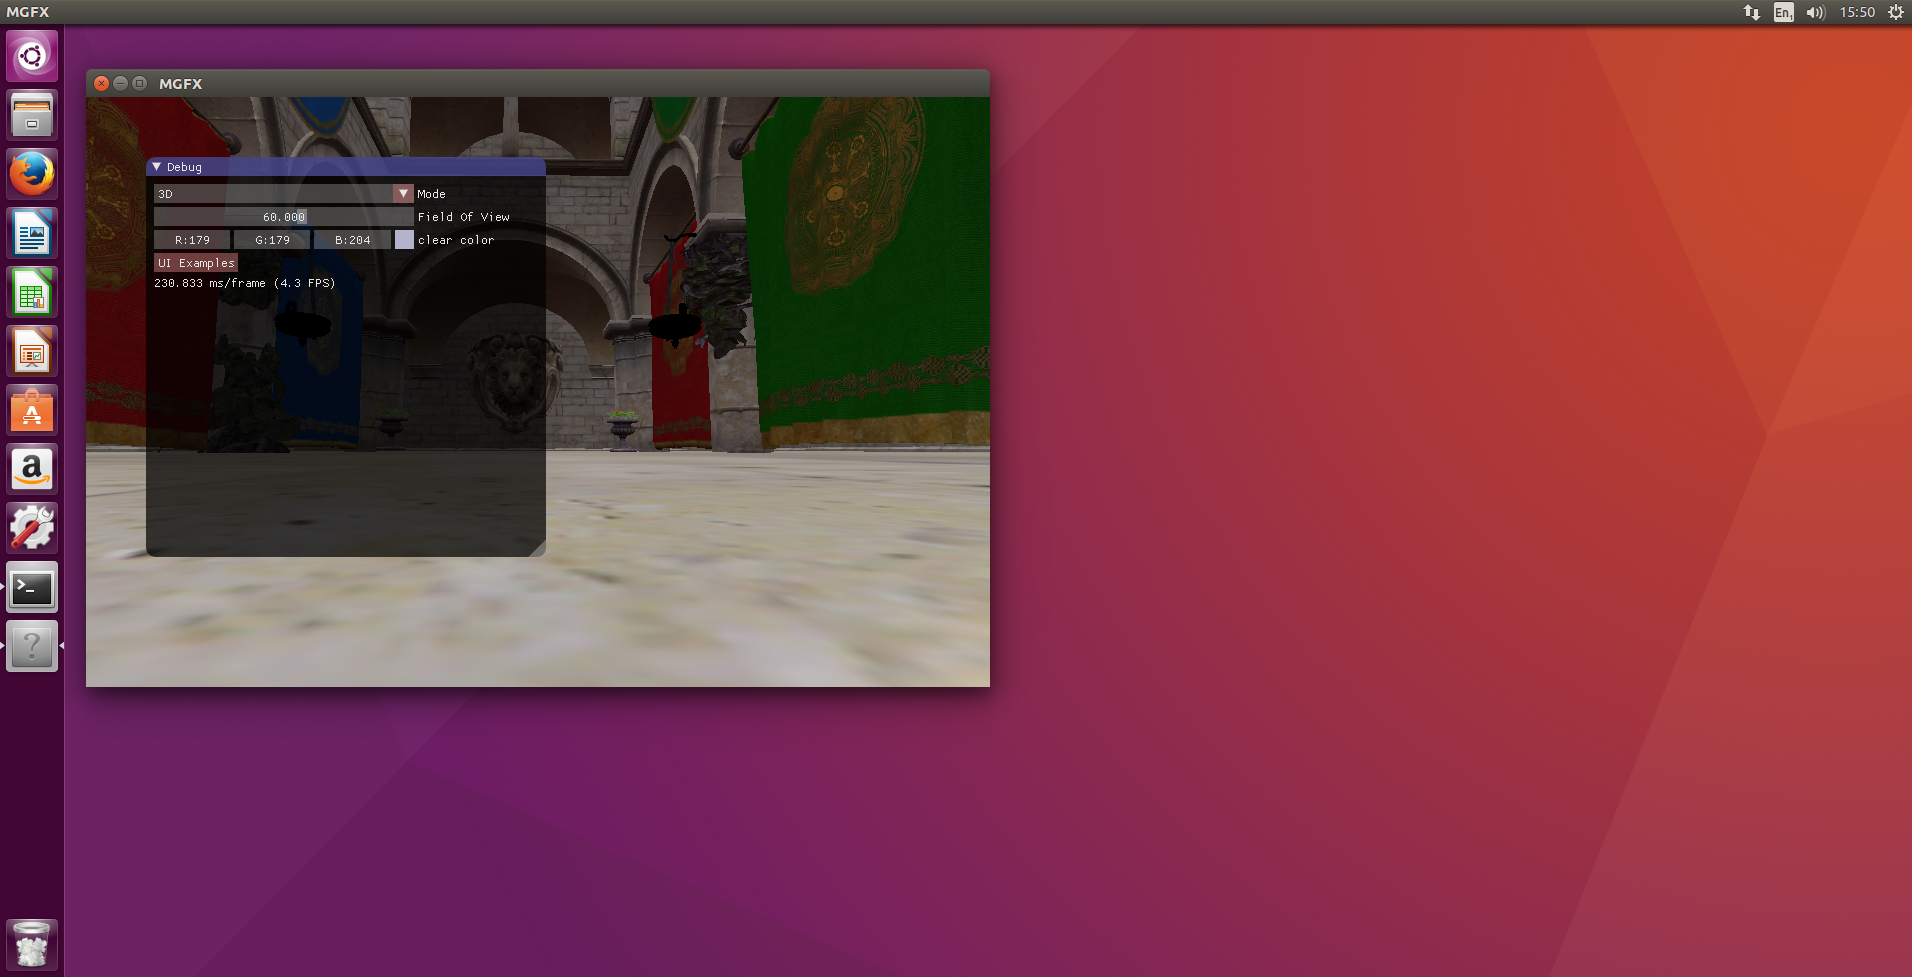 MGFX
En1
15:50
MGFX
Debug
3D Mode
60.000 Field Of View
R:179 G:179 B:204 clear color
UI Examples
230.833 ms/frame (4.3 FPS)